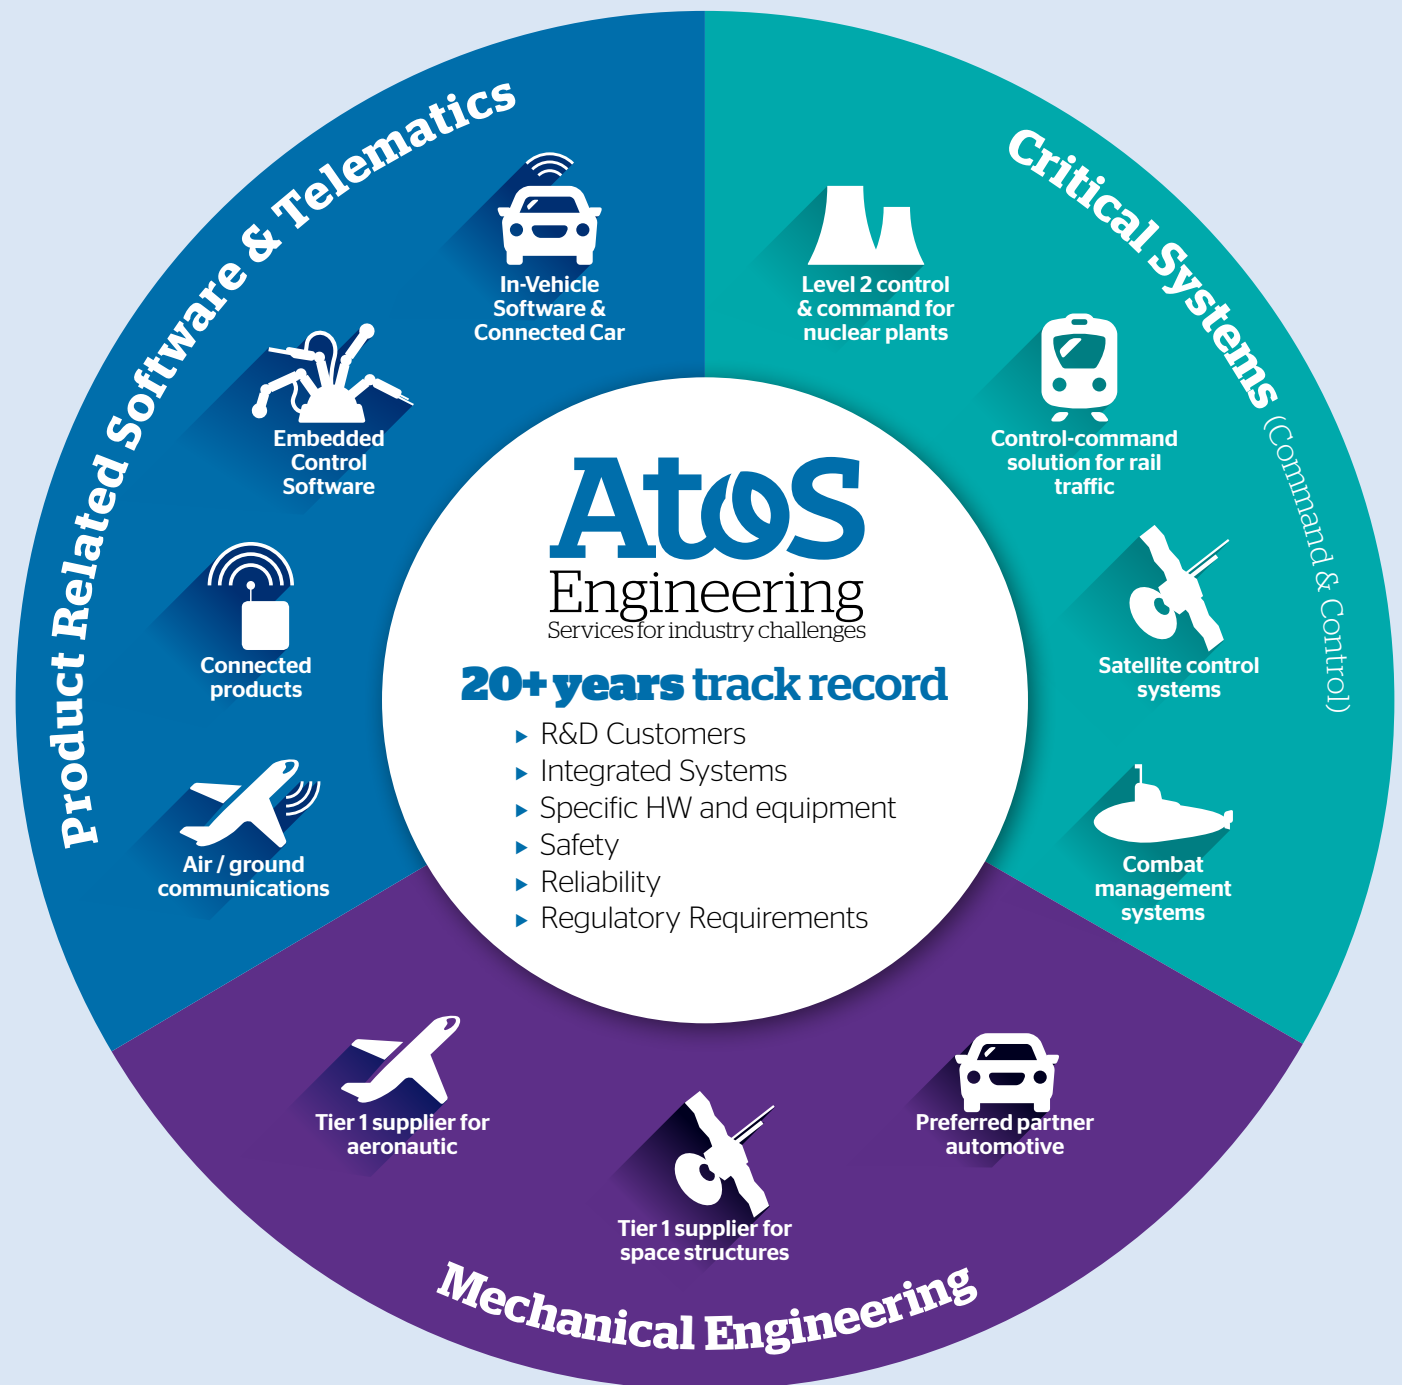 Product Related Software & Telematics
In-Vehicle
Software &
Connected Car
Embedded
Control
Software
Connected
products
Air / ground
communications
Critical Systems (Command & Control)
Level 2 control
& command for
nuclear plants
Control-command
solution for rail
traffic
Satellite control
systems
Combat
management
systems
Atos
Engineering
Services for industry challenges
20+ years track record
▸ R&D Customers
▸ Integrated Systems
▸ Specific HW and equipment
▸ Safety
▸ Reliability
▸ Regulatory Requirements
Tier 1 supplier for
aeronautic
Tier 1 supplier for
space structures
Preferred partner
automotive
Mechanical Engineering